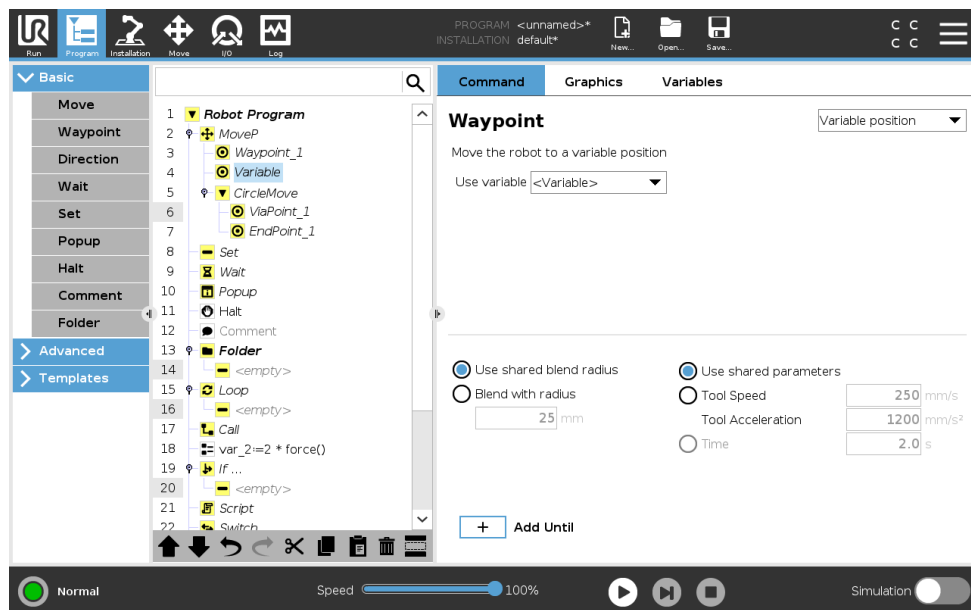 PROGRAM <unnamed>*
INSTALLATION default*
Run
Program
Installation
Move
I/O
Log
New...
Open...
Save...
C C
C C
Basic
Move
Waypoint
Direction
Wait
Set
Popup
Halt
Comment
Folder
Advanced
Templates
1 Robot Program
2 MoveP
3 Waypoint_1
4 Variable
5 CircleMove
6 ViaPoint_1
7 EndPoint_1
8 Set
9 Wait
10 Popup
11 Halt
12 Comment
13 Folder
14 <empty>
15 Loop
16 <empty>
17 Call
18 var_2:=2 * force()
19 If ...
20 <empty>
21 Script
22 Switch
Command Graphics Variables
Waypoint
Variable position
Move the robot to a variable position
Use variable <Variable>
Use shared blend radius
Blend with radius
25 mm
Use shared parameters
Tool Speed 250 mm/s
Tool Acceleration 1200 mm/s²
Time 2.0 s
+ Add Until
Normal
Speed 100%
Simulation